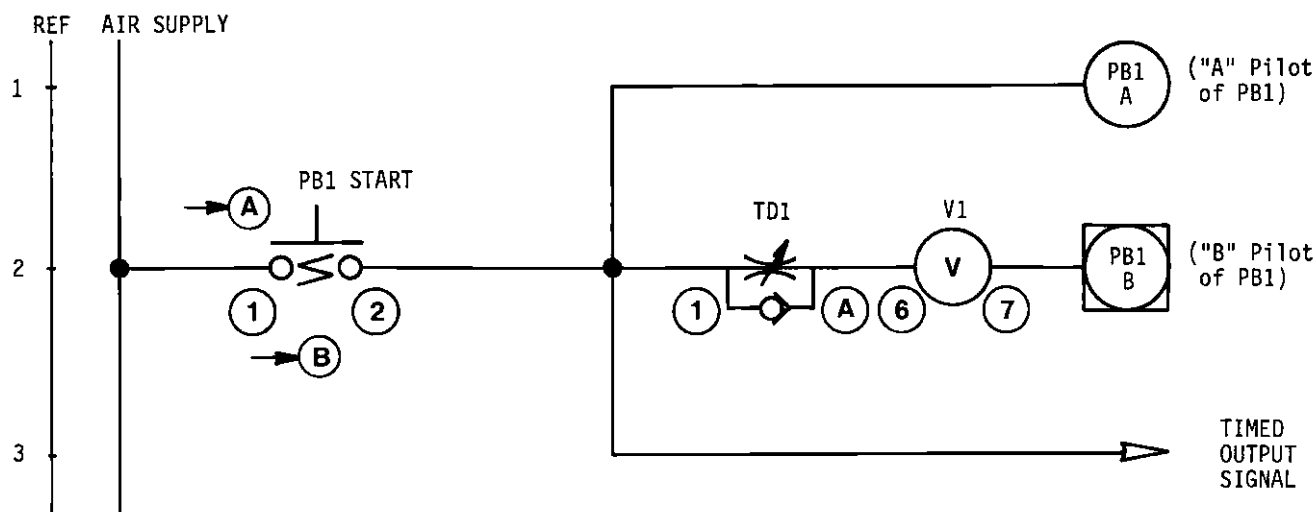 REF AIR SUPPLY
1
PB1
A
("A" Pilot
of PB1)
PB1 START
A
TD1
V1
2
1
2
B
1
A
6
V
7
PB1
B
("B" Pilot
of PB1)
3
TIMED
OUTPUT
SIGNAL